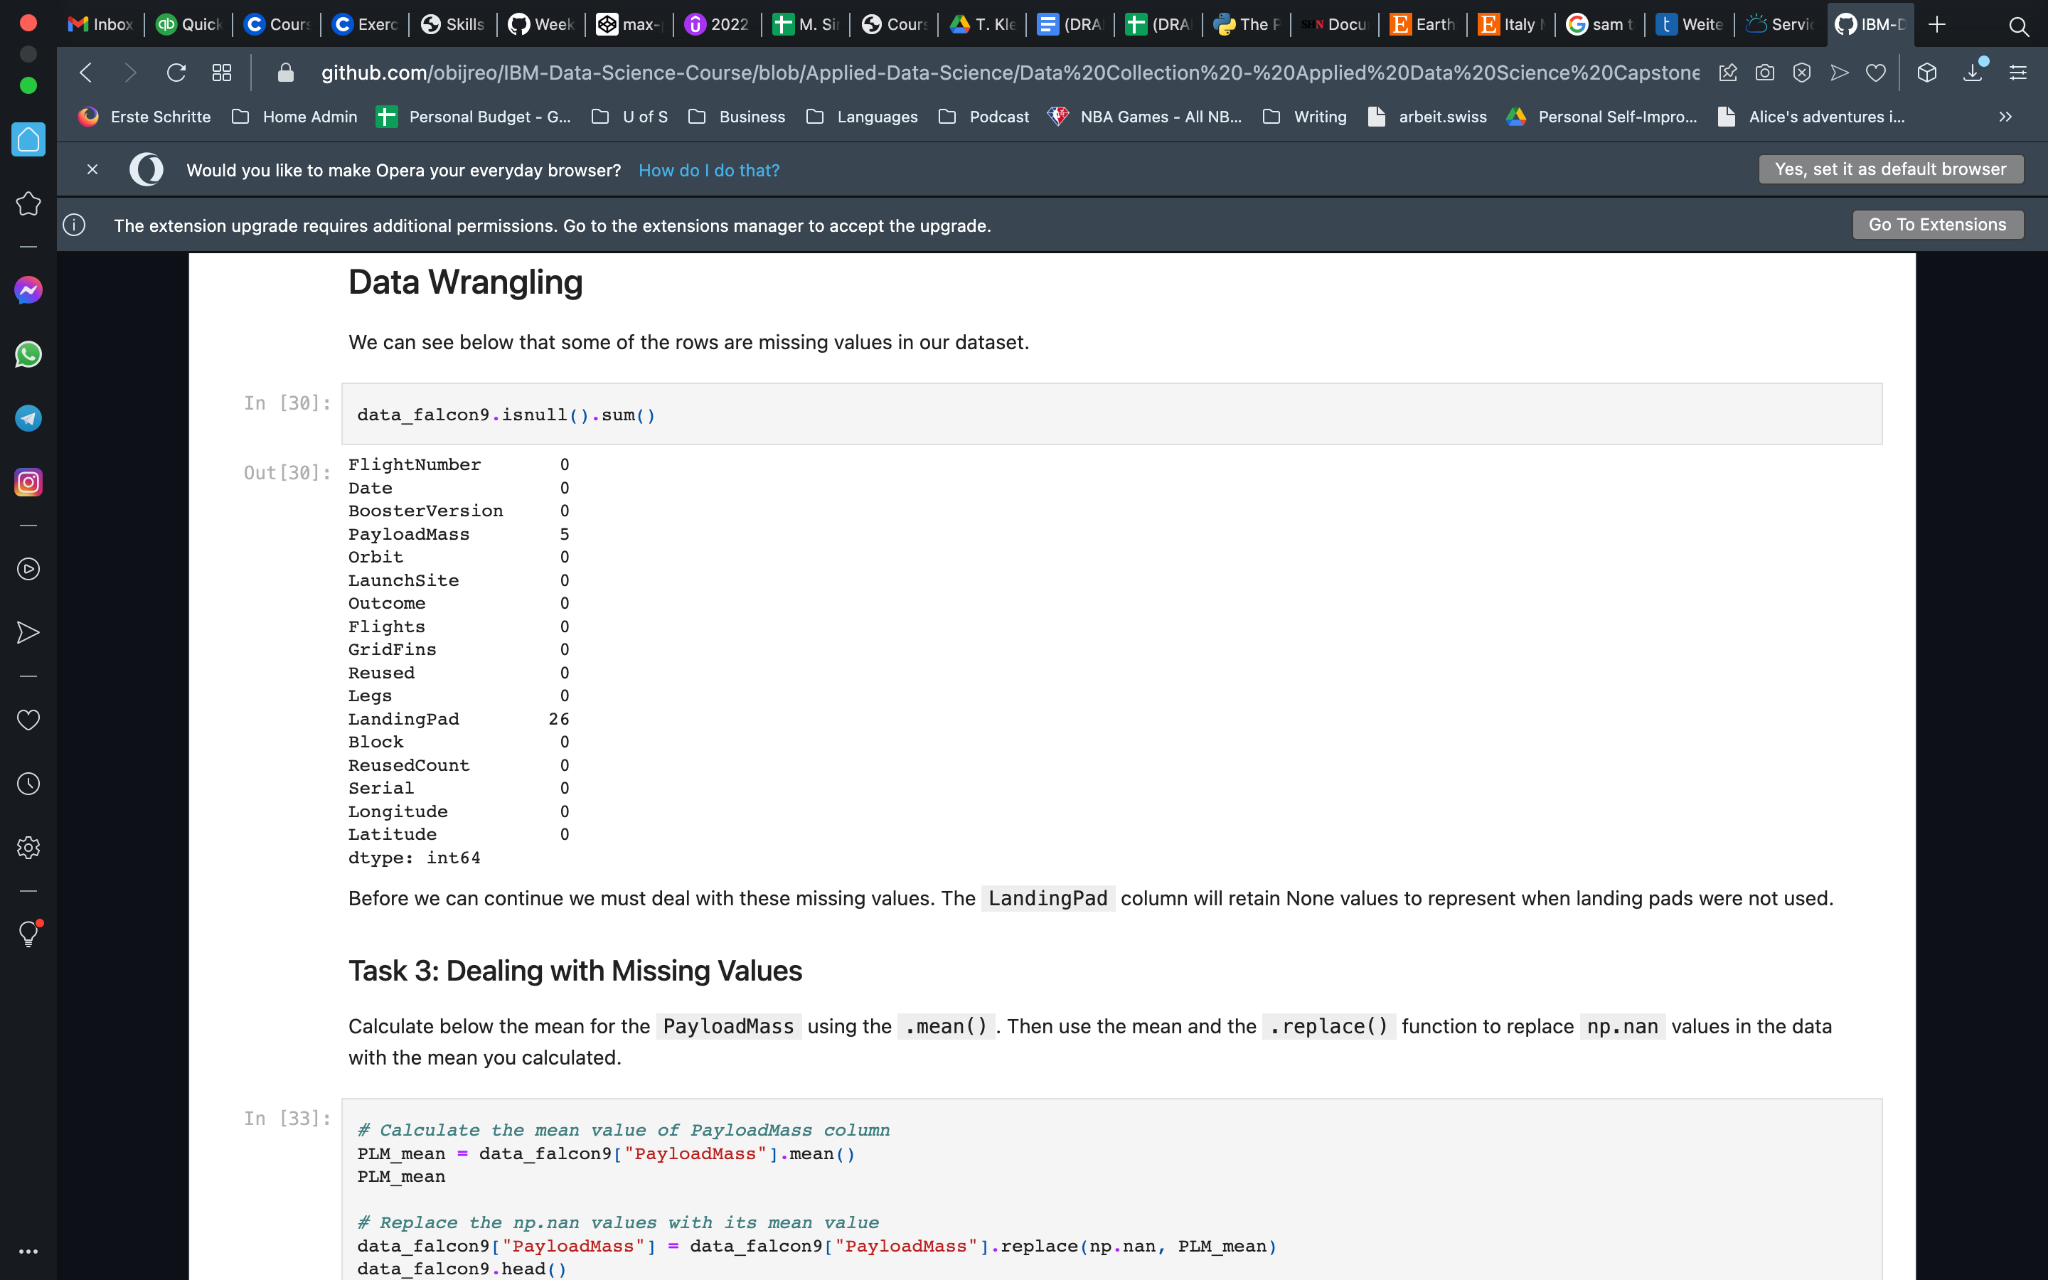 Inbox Quick Cour Exerc Skills Week max- 2022 M. Si Cour T. Kle (DRA (DRA The P Docu Earth Italy sam t Weite Servic IBM-D
github.com/obijreo/IBM-Data-Science-Course/blob/Applied-Data-Science/Data%20Collection%20-%20Applied%20Data%20Science%20Capstone
Erste Schritte Home Admin Personal Budget - G... U of S Business Languages Podcast NBA Games - All NB... Writing arbeit.swiss Personal Self-Impro... Alice's adventures i...
Would you like to make Opera your everyday browser? How do I do that? Yes, set it as default browser
The extension upgrade requires additional permissions. Go to the extensions manager to accept the upgrade. Go To Extensions
Data Wrangling
We can see below that some of the rows are missing values in our dataset.
In [30]: data_falcon9.isnull().sum()
Out[30]: FlightNumber 0
Date 0
BoosterVersion 0
PayloadMass 5
Orbit 0
LaunchSite 0
Outcome 0
Flights 0
GridFins 0
Reused 0
Legs 0
LandingPad 26
Block 0
ReusedCount 0
Serial 0
Longitude 0
Latitude 0
dtype: int64
Before we can continue we must deal with these missing values. The LandingPad column will retain None values to represent when landing pads were not used.
Task 3: Dealing with Missing Values
Calculate below the mean for the PayloadMass using the .mean() . Then use the mean and the .replace() function to replace np.nan values in the data
with the mean you calculated.
In [33]: # Calculate the mean value of PayloadMass column
PLM_mean = data_falcon9["PayloadMass"].mean()
PLM_mean
# Replace the np.nan values with its mean value
data_falcon9["PayloadMass"] = data_falcon9["PayloadMass"].replace(np.nan, PLM_mean)
data_falcon9.head()